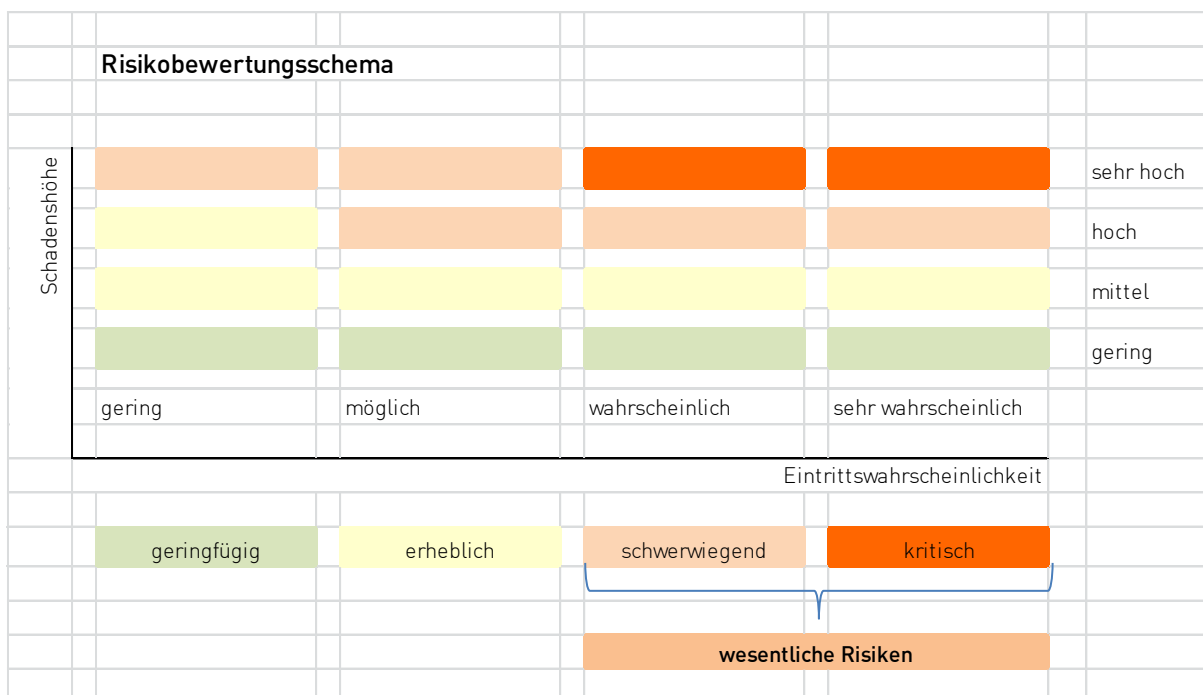 Risikobewertungsschema
Schadenshöhe
sehr hoch
hoch
mittel
gering
gering möglich wahrscheinlich sehr wahrscheinlich
Eintrittswahrscheinlichkeit
geringfügig erheblich schwerwiegend kritisch
wesentliche Risiken